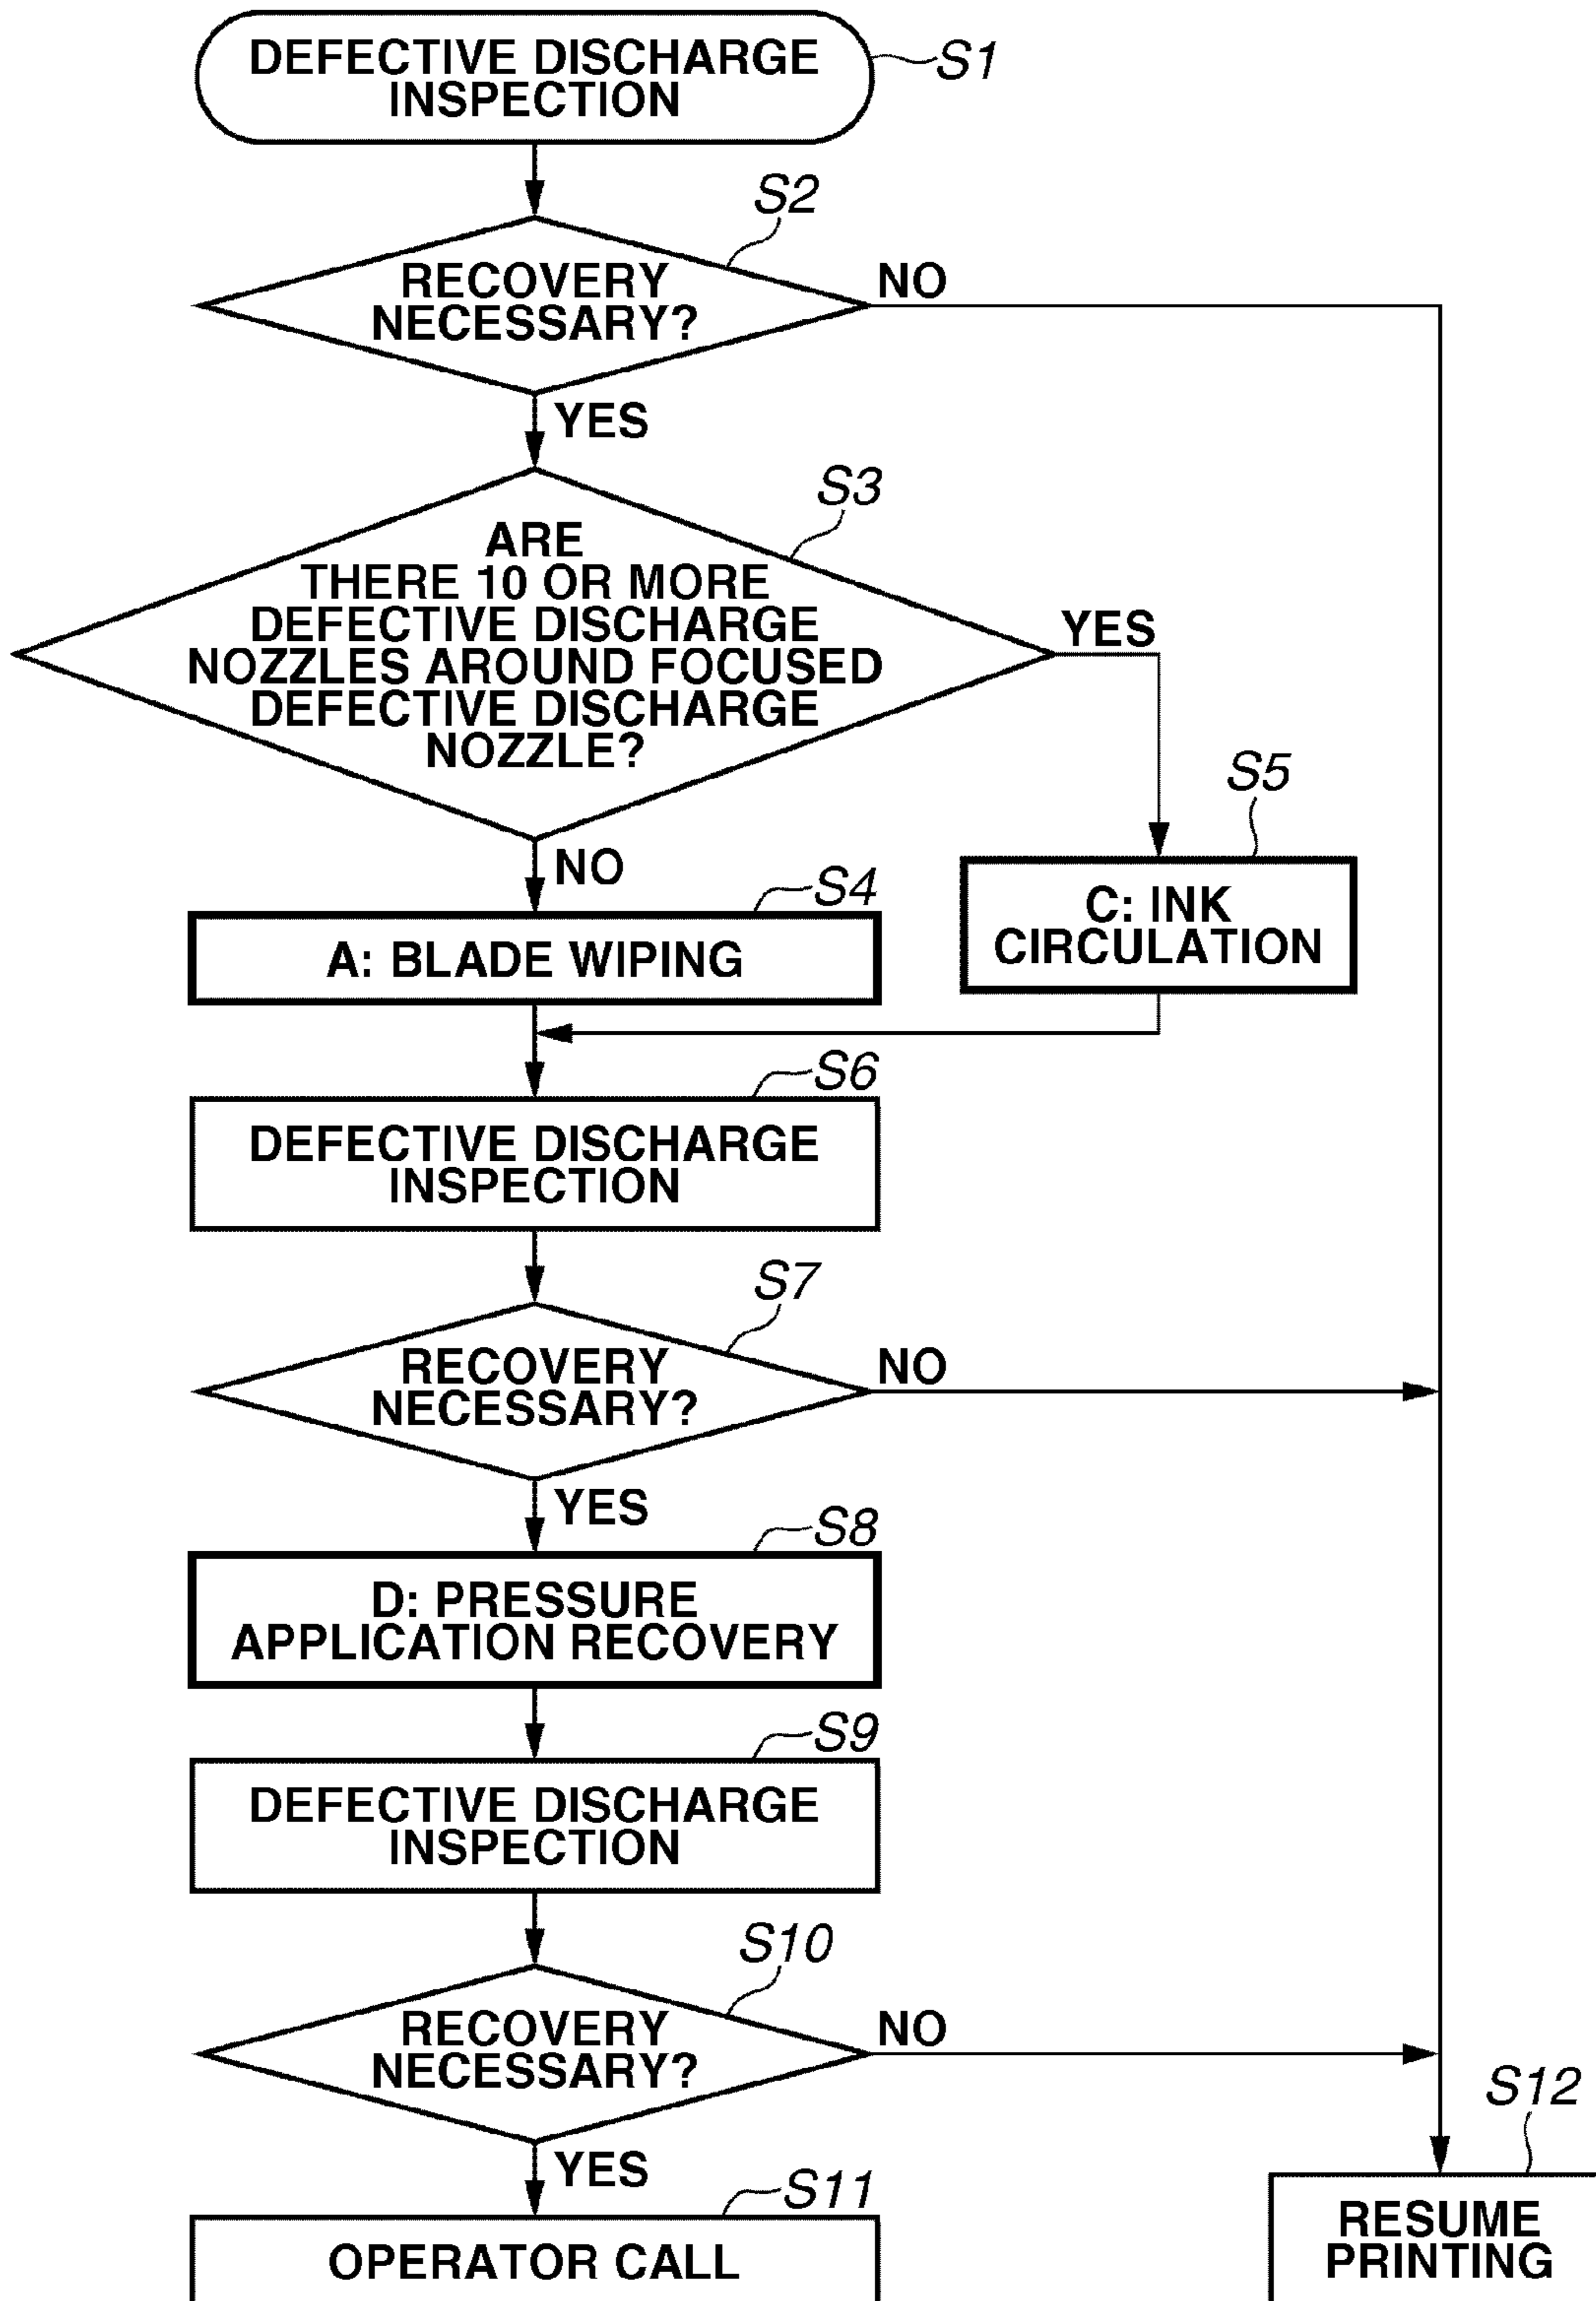 DEFECTIVE DISCHARGE
INSPECTION
S1
S2
RECOVERY
NECESSARY?
NO
YES
S3
ARE
THERE 10 OR MORE
DEFECTIVE DISCHARGE
NOZZLES AROUND FOCUSED
DEFECTIVE DISCHARGE
NOZZLE?
YES
NO
S5
C: INK
CIRCULATION
S4
A: BLADE WIPING
S6
DEFECTIVE DISCHARGE
INSPECTION
S7
RECOVERY
NECESSARY?
NO
YES
S8
D: PRESSURE
APPLICATION RECOVERY
S9
DEFECTIVE DISCHARGE
INSPECTION
S10
RECOVERY
NECESSARY?
NO
YES
S11
OPERATOR CALL
S12
RESUME
PRINTING